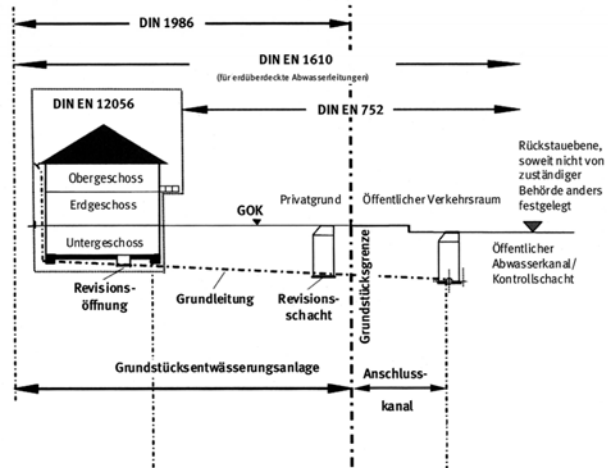 DIN 1986
DIN EN 1610
(für erdüberdeckte Abwasserleitungen)
DIN EN 12056
DIN EN 752
Rückstauebene,
soweit nicht von
zuständiger
Behörde anders
festgelegt
Obergeschoss
Erdgeschoss
Untergeschoss
GOK
Privatgrund
Öffentlicher Verkehrsraum
Öffentlicher
Abwasserkanal/
Kontrollschacht
Revisions-
öffnung
Grundleitung
Revisions-
schacht
Grundstücksgrenze
Grundstücksentwässerungsanlage
Anschluss-
kanal